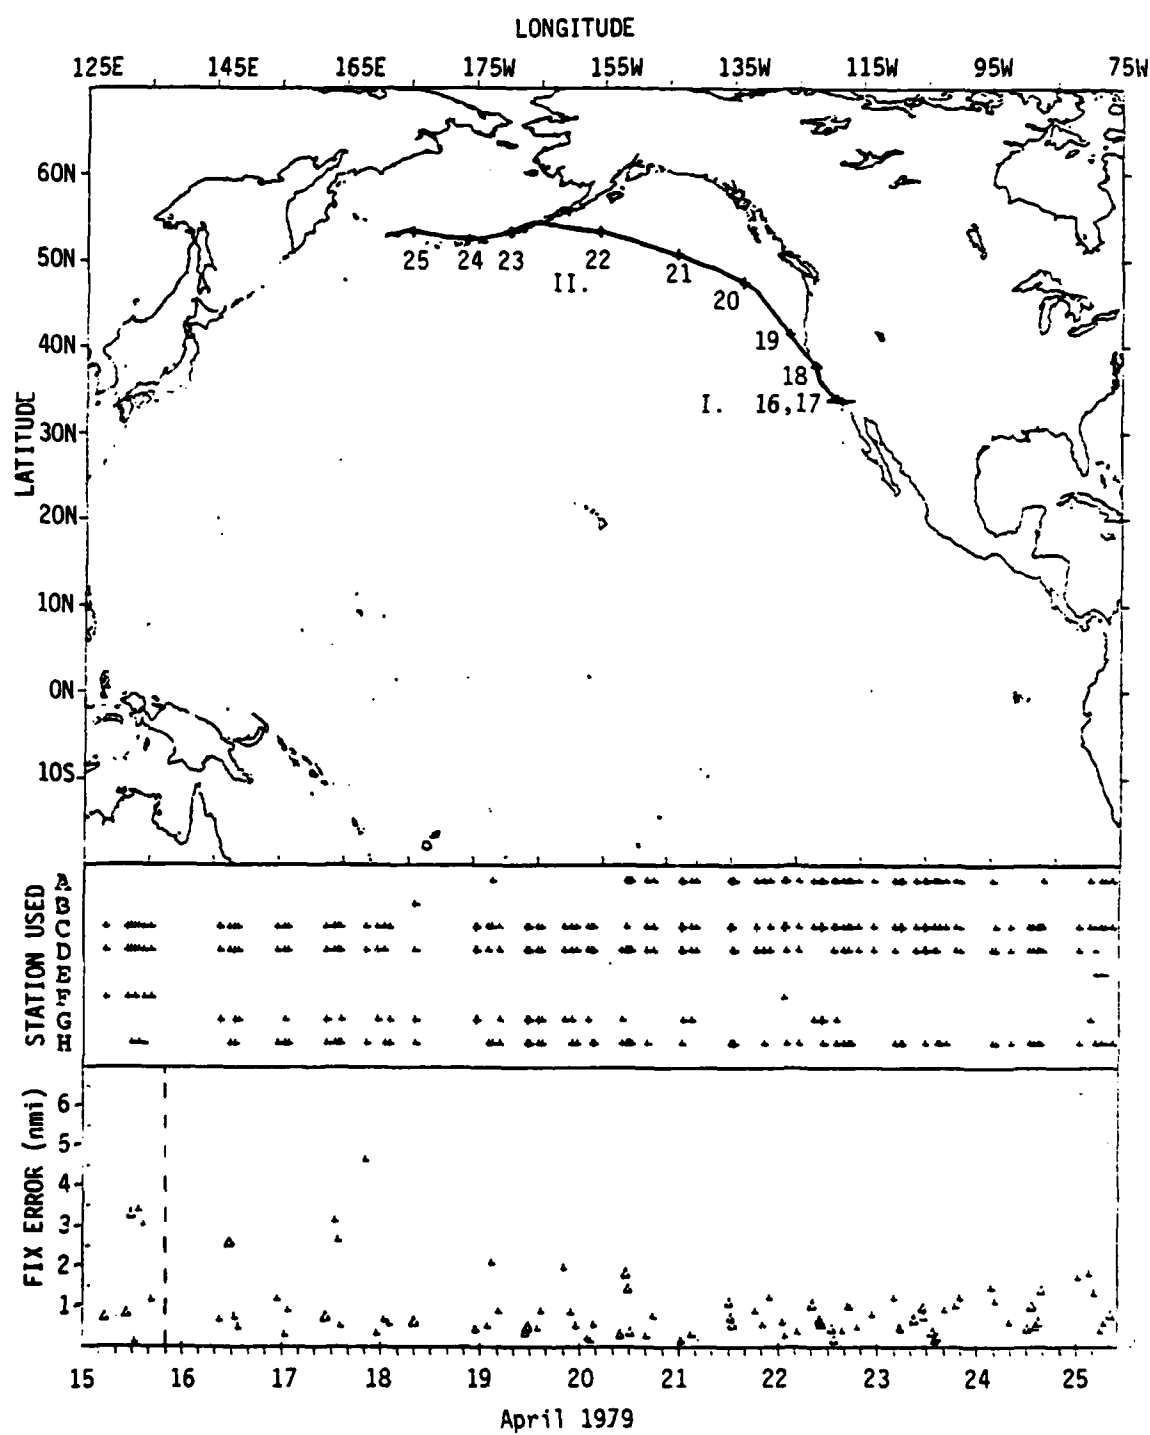 LONGITUDE
125E 145E 165E 175W 155W 135W 115W 95W 75W
60N
50N
40N
30N
20N
10N
0N
10S
LATITUDE
25 24 23 22 21
II.
20
19
18
I. 16,17
STATION USED
A
B
C
D
E
F
G
H
FIX ERROR (nmi)
6
5
4
3
2
1
15 16 17 18 19 20 21 22 23 24 25
April 1979